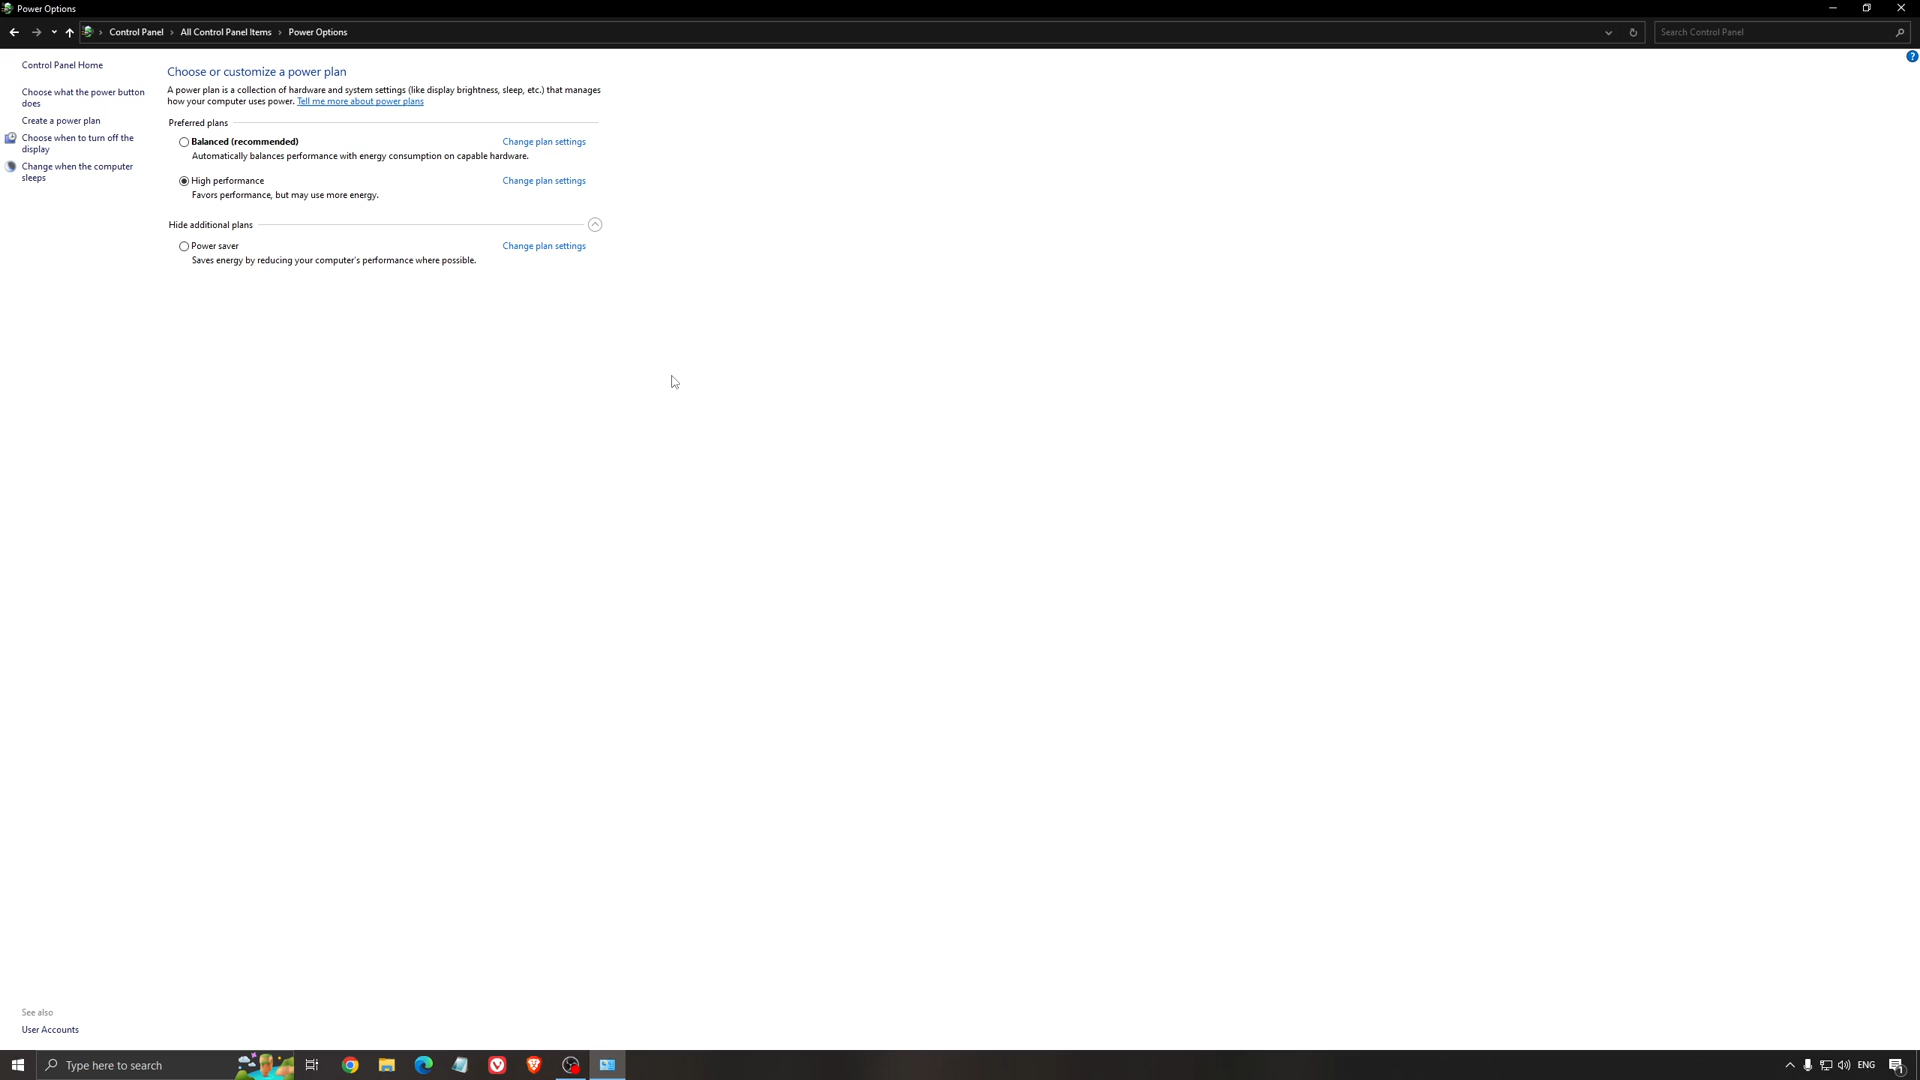 Power Options
Control Panel
All Control Panel Items
Power Options
Search Control Panel
Control Panel Home
Choose what the power button
does
Create a power plan
Choose when to turn off the
display
Change when the computer
sleeps
Choose or customize a power plan
A power plan is a collection of hardware and system settings (like display brightness, sleep, etc.) that manages
how your computer uses power. Tell me more about power plans
Preferred plans
Balanced (recommended) Change plan settings
Automatically balances performance with energy consumption on capable hardware.
High performance Change plan settings
Favors performance, but may use more energy.
Hide additional plans
Power saver Change plan settings
Saves energy by reducing your computer's performance where possible.
See also
User Accounts
Type here to search
ENG
1